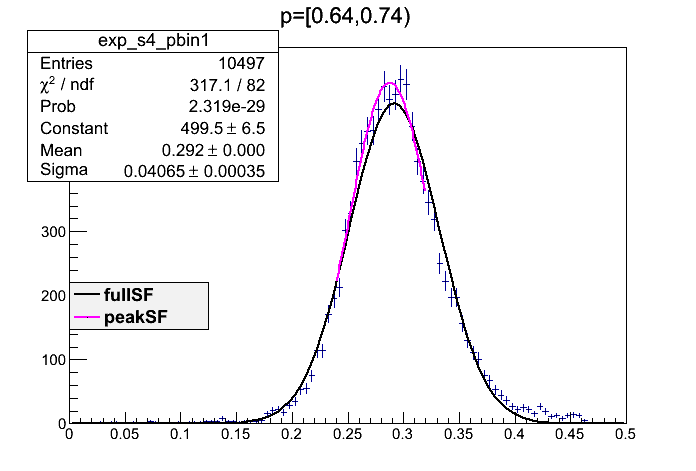 p=[0.64,0.74)
exp_s4_pbin1
Entries 10497
χ² / ndf 317.1 / 82
Prob 2.319e-29
Constant 499.5 ± 6.5
Mean 0.292 ± 0.000
Sigma 0.04065 ± 0.00035
300
200
fullSF
peakSF
100
0
0 0.05 0.1 0.15 0.2 0.25 0.3 0.35 0.4 0.45 0.5